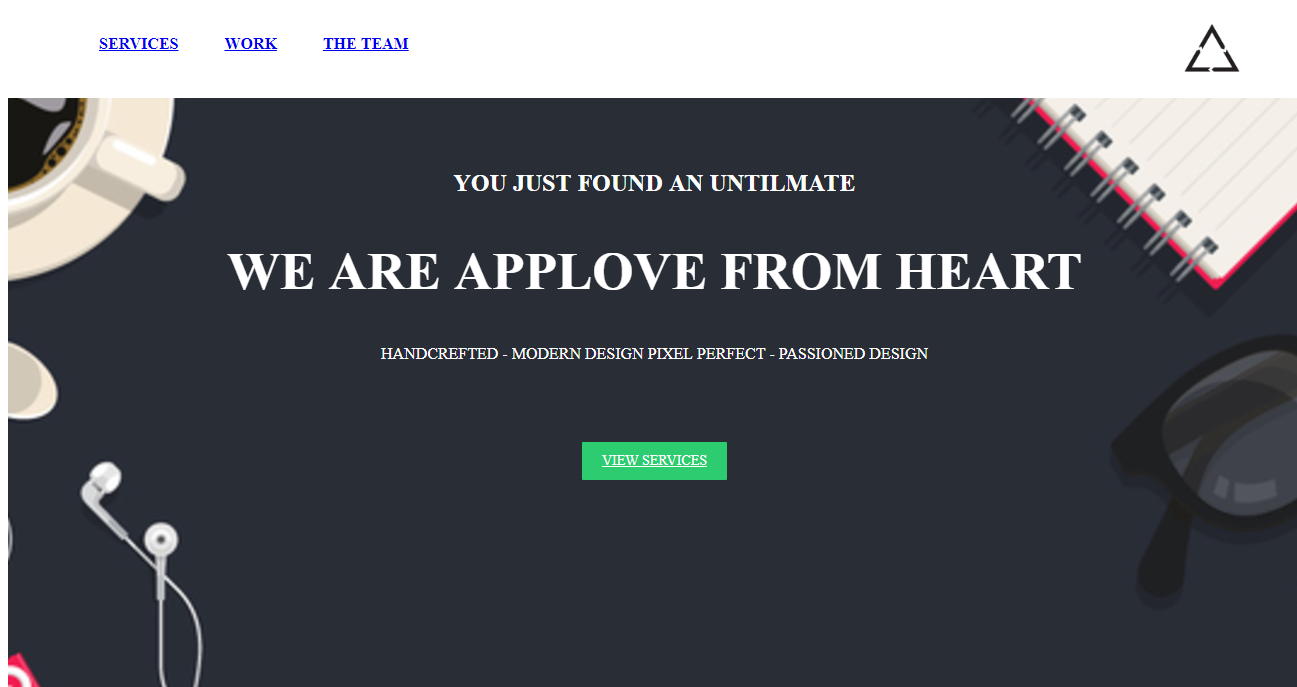 SERVICES WORK THE TEAM
YOU JUST FOUND AN UNTILMATE
WE ARE APPLOVE FROM HEART
HANDCREFTED - MODERN DESIGN PIXEL PERFECT - PASSIONED DESIGN
VIEW SERVICES